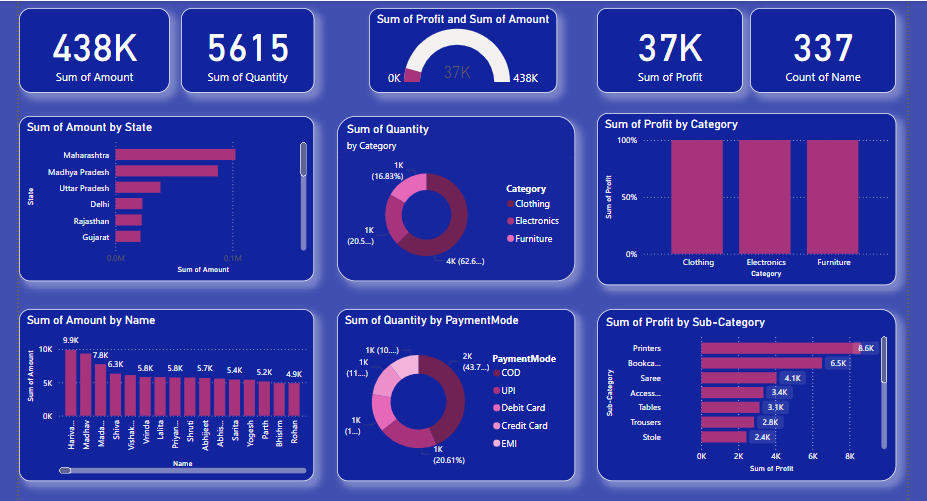 438K
Sum of Amount
5615
Sum of Quantity
Sum of Profit and Sum of Amount
37K
0K
438K
37K
Sum of Profit
337
Count of Name
Sum of Amount by State
State
Maharashtra
Madhya Pradesh
Uttar Pradesh
Delhi
Rajasthan
Gujarat
0.0M 0.1M
Sum of Amount
Sum of Quantity
by Category
1K
(16.83%)
1K
(20.5...)
4K (62.6...)
Category
Clothing
Electronics
Furniture
Sum of Profit by Category
Sum of Profit
100%
50%
0%
Clothing Electronics Furniture
Category
Sum of Amount by Name
Sum of Amount
10K
5K
0K
9.9K
7.8K
6.3K
5.8K
5.8K
5.7K
5.4K
5.2K
4.9K
Hariva...
Madhav
Mada...
Shiva
Vishak...
Vrinda
Lalita
Priyan...
Shruti
Abhijeet
Abhis...
Sarita
Yogesh
Parth
Bhishm
Rohan
Name
Sum of Quantity by PaymentMode
1K (10....)
1K
(11....)
1K
(1...)
2K
(43.7...)
1K
(20.61%)
PaymentMode
COD
UPI
Debit Card
Credit Card
EMI
Sum of Profit by Sub-Category
Sub-Category
Printers 8.6K
Bookca... 6.5K
Saree 4.1K
Access... 3.4K
Tables 3.1K
Trousers 2.8K
Stole 2.4K
0K 2K 4K 6K 8K
Sum of Profit